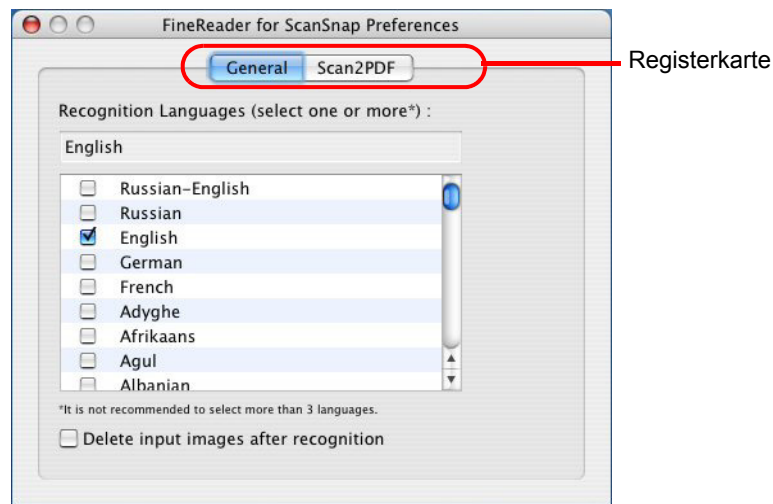 FineReader for ScanSnap Preferences
General Scan2PDF
Registerkarte
Recognition Languages (select one or more*) :
English
Russian-English
Russian
English
German
French
Adyghe
Afrikaans
Agul
Albanian
*It is not recommended to select more than 3 languages.
Delete input images after recognition